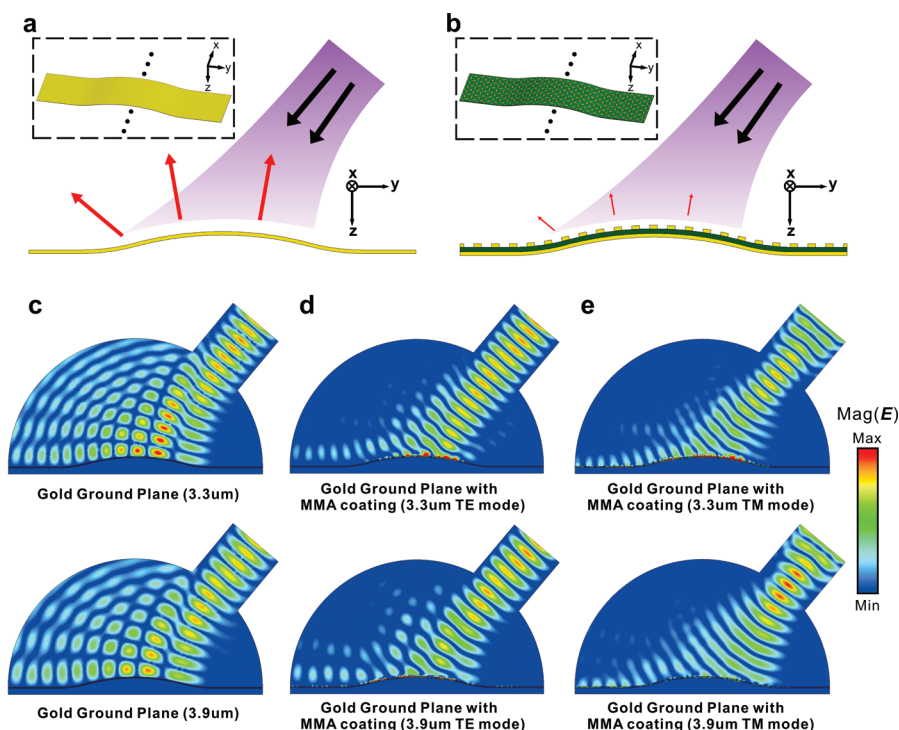 a
b
x
y
z
x
y
z
x
y
z
x
y
z
c
d
e
Mag(E)
Max
Min
Gold Ground Plane (3.3um)
Gold Ground Plane with
MMA coating (3.3um TE mode)
Gold Ground Plane with
MMA coating (3.3um TM mode)
Gold Ground Plane (3.9um)
Gold Ground Plane with
MMA coating (3.9um TE mode)
Gold Ground Plane with
MMA coating (3.9um TM mode)